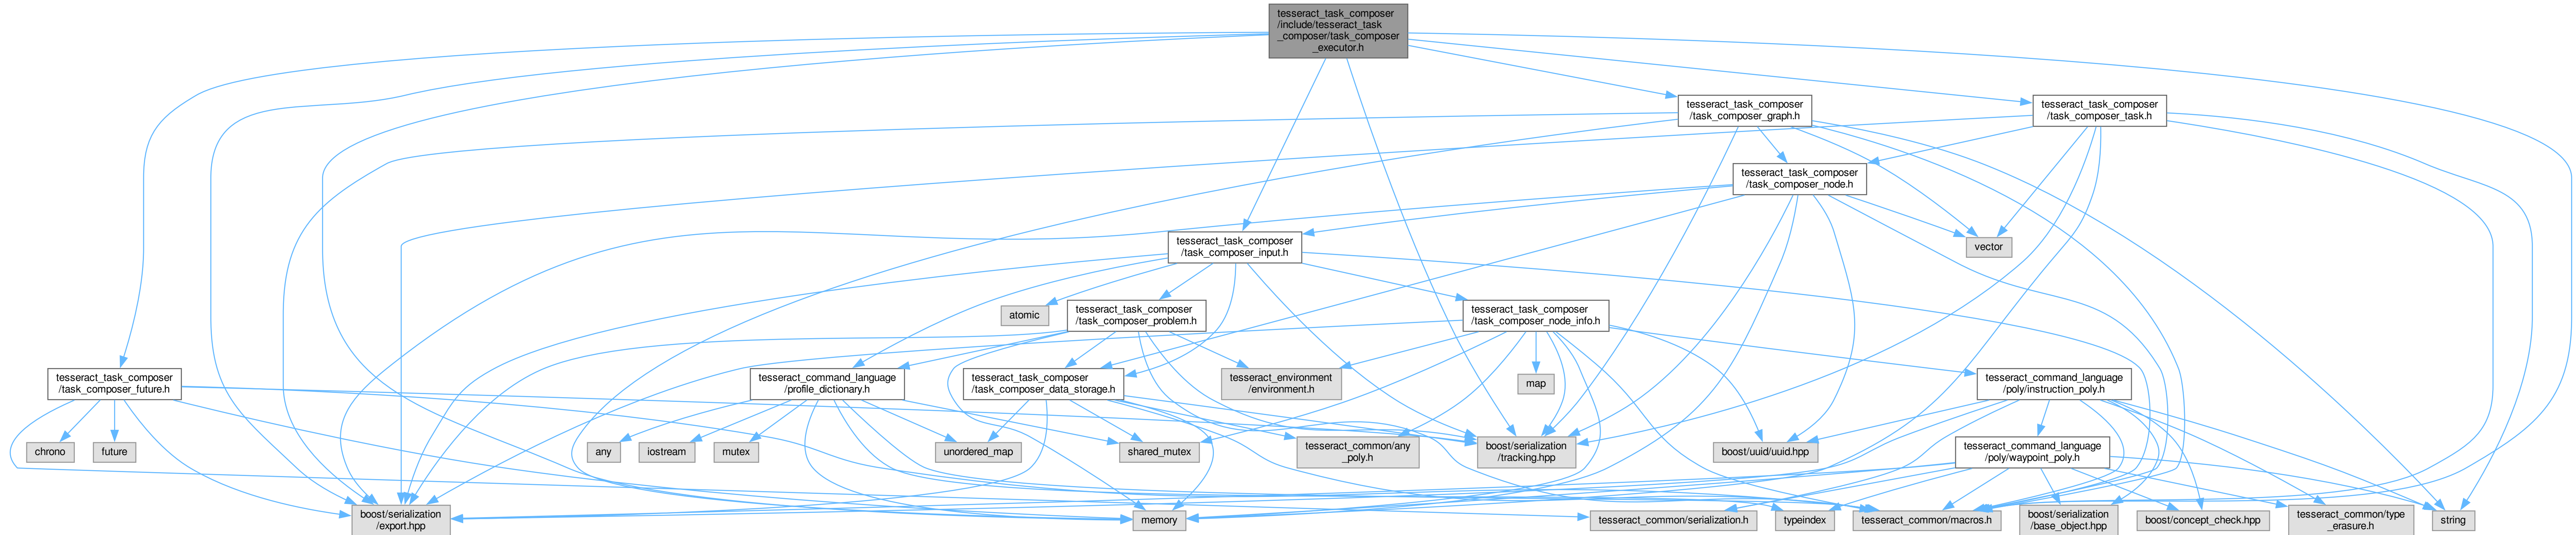 tesseract_task_composer
/include/tesseract_task
_composer/task_composer
_executor.h
tesseract_task_composer
/task_composer_graph.h
tesseract_task_composer
/task_composer_task.h
tesseract_task_composer
/task_composer_node.h
tesseract_task_composer
/task_composer_input.h
vector
atomic
tesseract_task_composer
/task_composer_problem.h
tesseract_task_composer
/task_composer_node_info.h
tesseract_task_composer
/task_composer_future.h
tesseract_command_language
/profile_dictionary.h
tesseract_task_composer
/task_composer_data_storage.h
tesseract_environment
/environment.h
map
tesseract_command_language
/poly/instruction_poly.h
chrono
future
any
iostream
mutex
unordered_map
shared_mutex
tesseract_common/any
_poly.h
boost/serialization
/tracking.hpp
boost/uuid/uuid.hpp
tesseract_command_language
/poly/waypoint_poly.h
boost/serialization
/export.hpp
memory
tesseract_common/serialization.h
typeindex
tesseract_common/macros.h
boost/serialization
/base_object.hpp
boost/concept_check.hpp
tesseract_common/type
_erasure.h
string